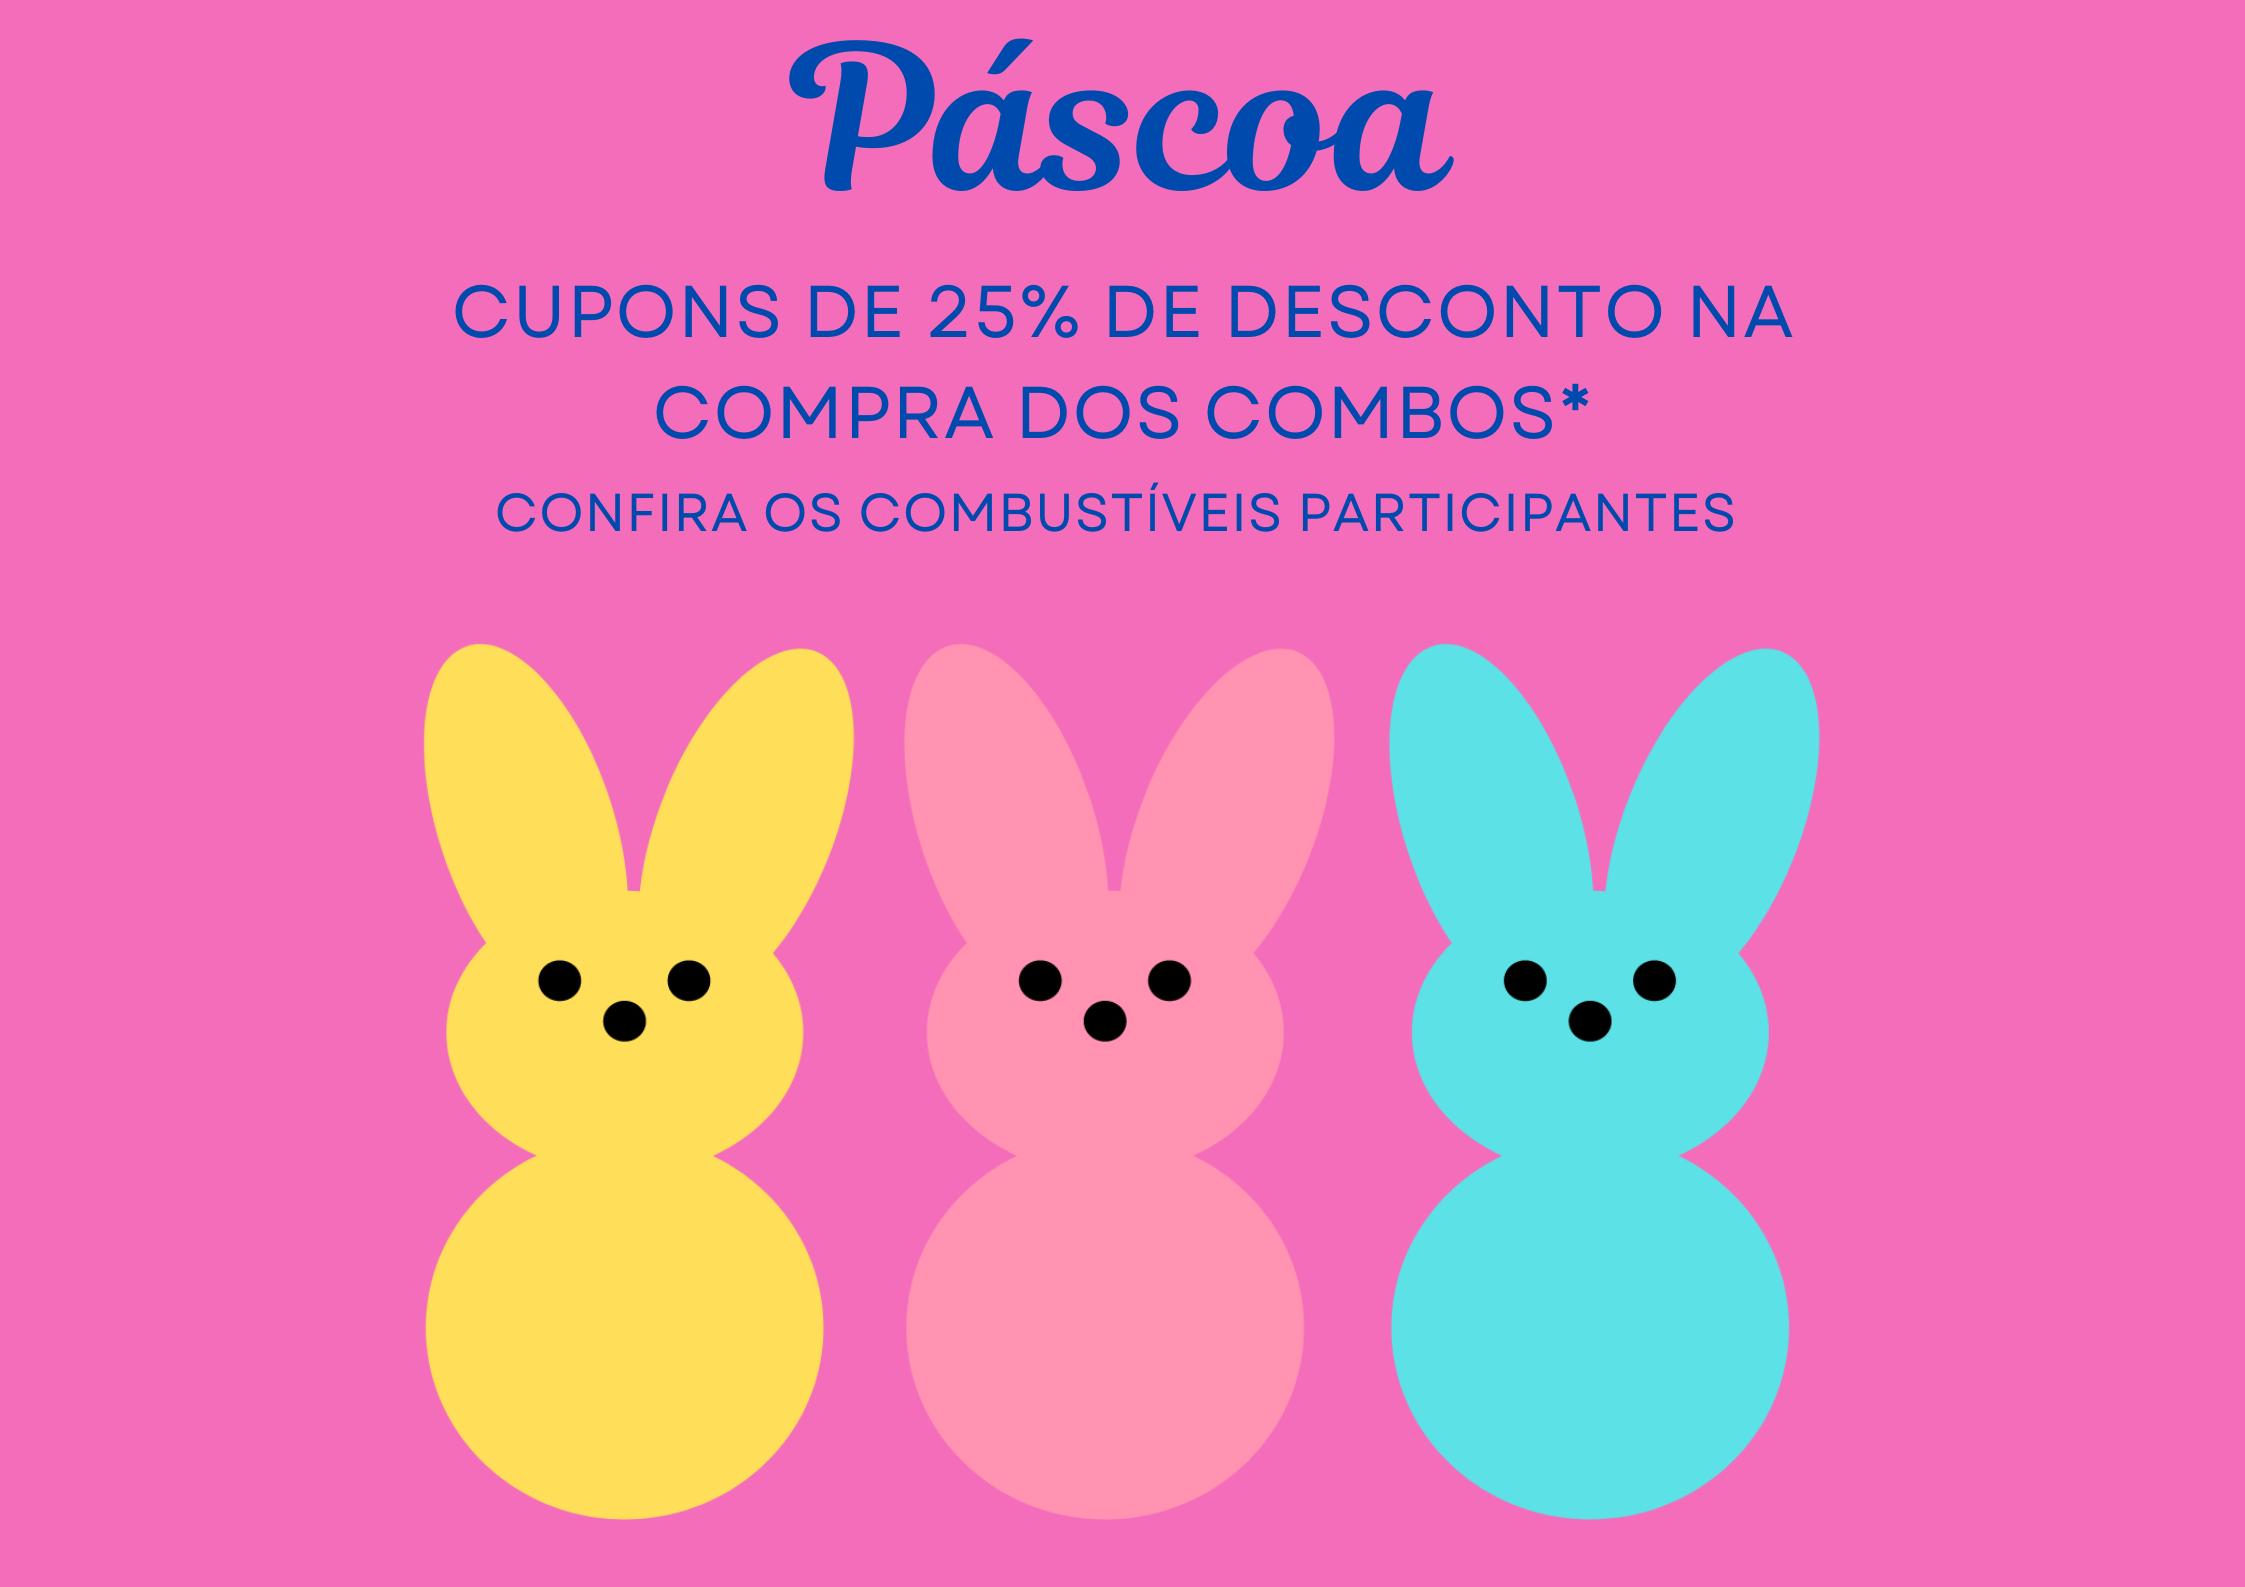 Páscoa
CUPONS DE 25% DE DESCONTO NA
COMPRA DOS COMBOS*
CONFIRA OS COMBUSTÍVEIS PARTICIPANTES